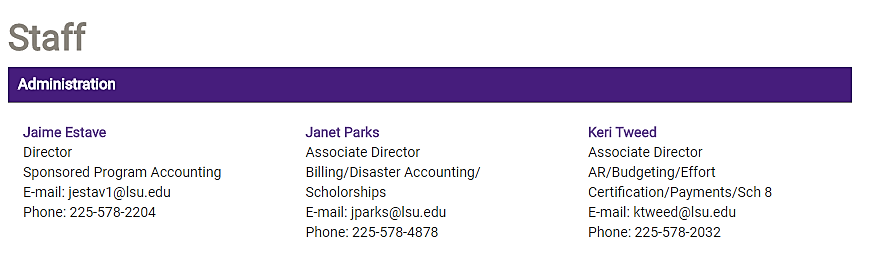 Staff
Administration
Jaime Estave
Director
Sponsored Program Accounting
E-mail: jestav1@lsu.edu
Phone: 225-578-2204
Janet Parks
Associate Director
Billing/Disaster Accounting/
Scholorships
E-mail: jparks@lsu.edu
Phone: 225-578-4878
Keri Tweed
Associate Director
AR/Budgeting/Effort
Certification/Payments/Sch 8
E-mail: ktweed@lsu.edu
Phone: 225-578-2032